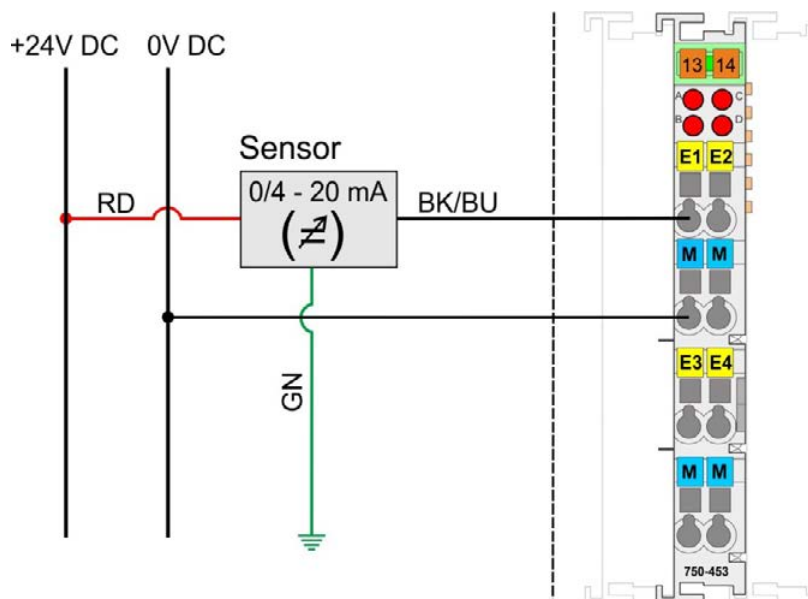 +24V DC 0V DC
13 14
A C
B D
E1 E2
Sensor
0/4 - 20 mA
(≠)
RD
BK/BU
M M
GN
E3 E4
M M
750-453